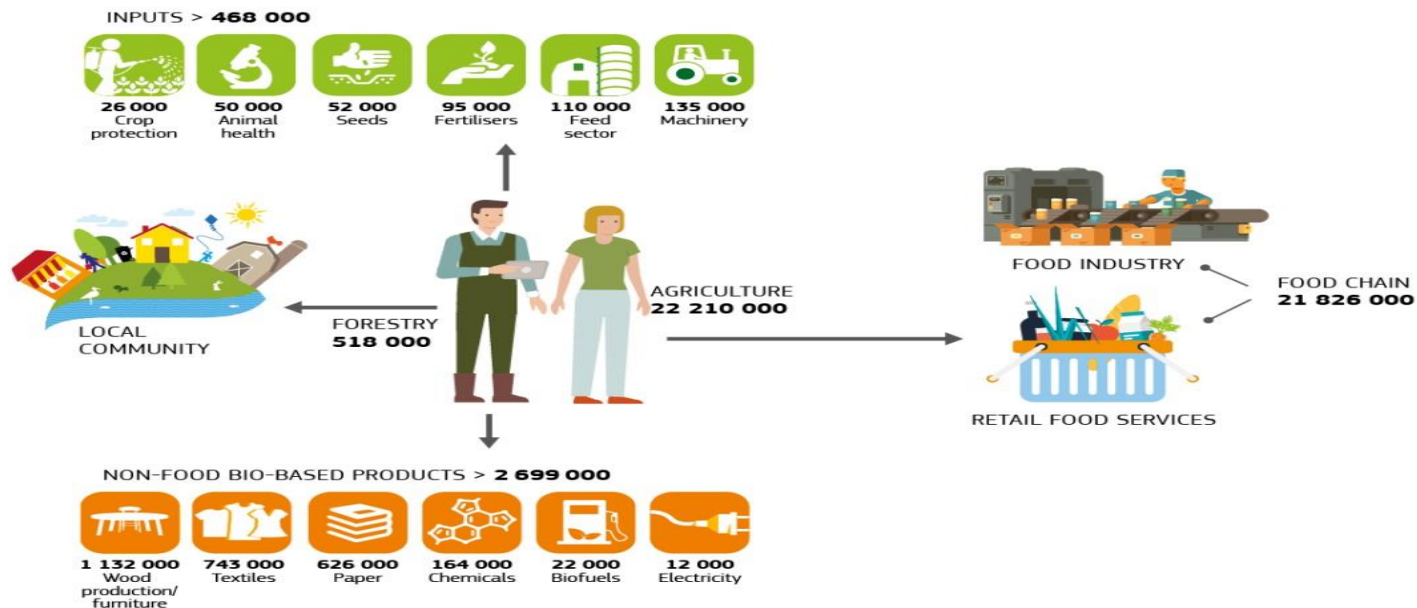 INPUTS > 468 000
26 000
Crop
protection
50 000
Animal
health
52 000
Seeds
95 000
Fertilisers
110 000
Feed
sector
135 000
Machinery
LOCAL
COMMUNITY
FORESTRY
518 000
AGRICULTURE
22 210 000
FOOD INDUSTRY
FOOD CHAIN
21 826 000
RETAIL FOOD SERVICES
NON-FOOD BIO-BASED PRODUCTS > 2 699 000
1 132 000
Wood
production/
furniture
743 000
Textiles
626 000
Paper
164 000
Chemicals
22 000
Biofuels
12 000
Electricity